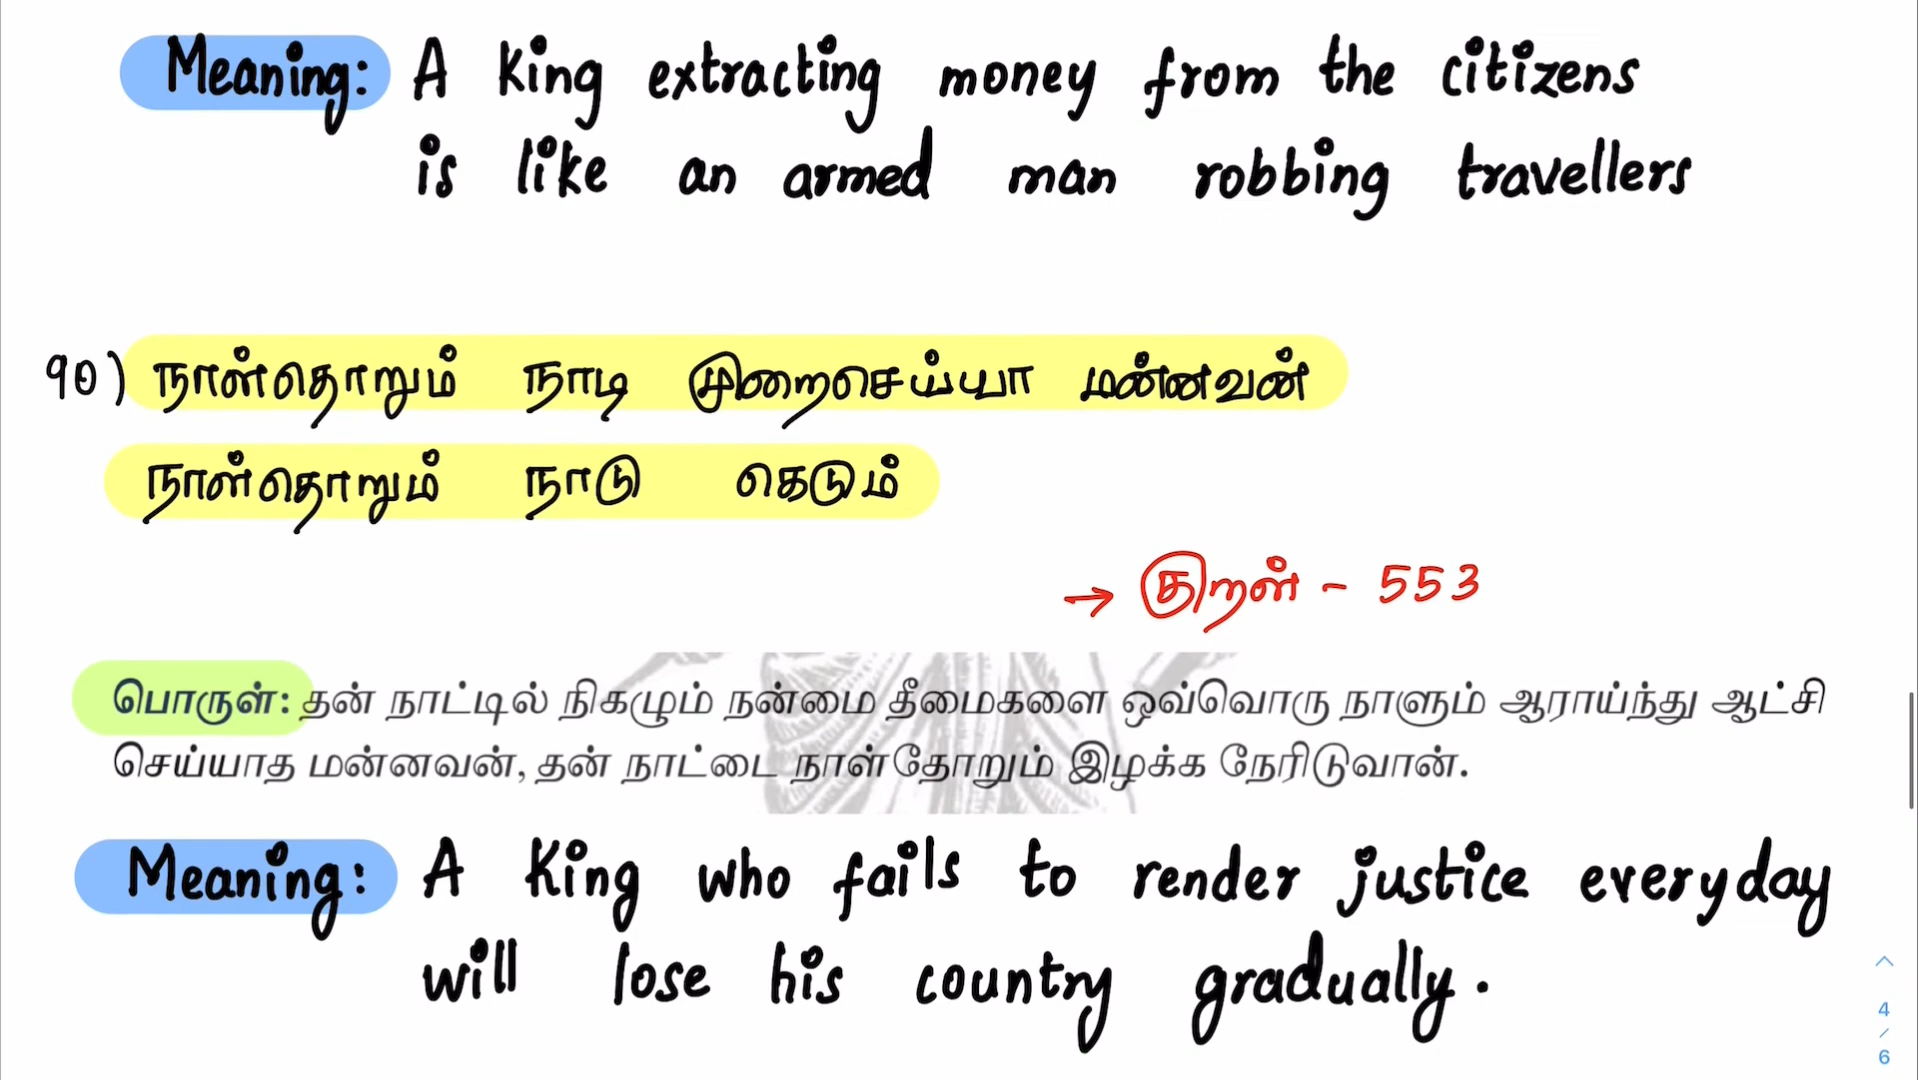 Meaning: A King extracting money from the citizens
is like an armed man robbing travellers
90) நாள்தொறும் நாடி முறைசெய்யா மன்னவன்
நாள்தொறும் நாடு கெடும்
→ குறள் - 553
பொருள்: தன் நாட்டில் நிகழும் நன்மை தீமைகளை ஒவ்வொரு நாளும் ஆராய்ந்து ஆட்சி
செய்யாத மன்னவன், தன் நாட்டை நாள்தோறும் இழக்க நேரிடுவான்.
Meaning: A King who fails to render justice everyday
will lose his country gradually.
4
/
6